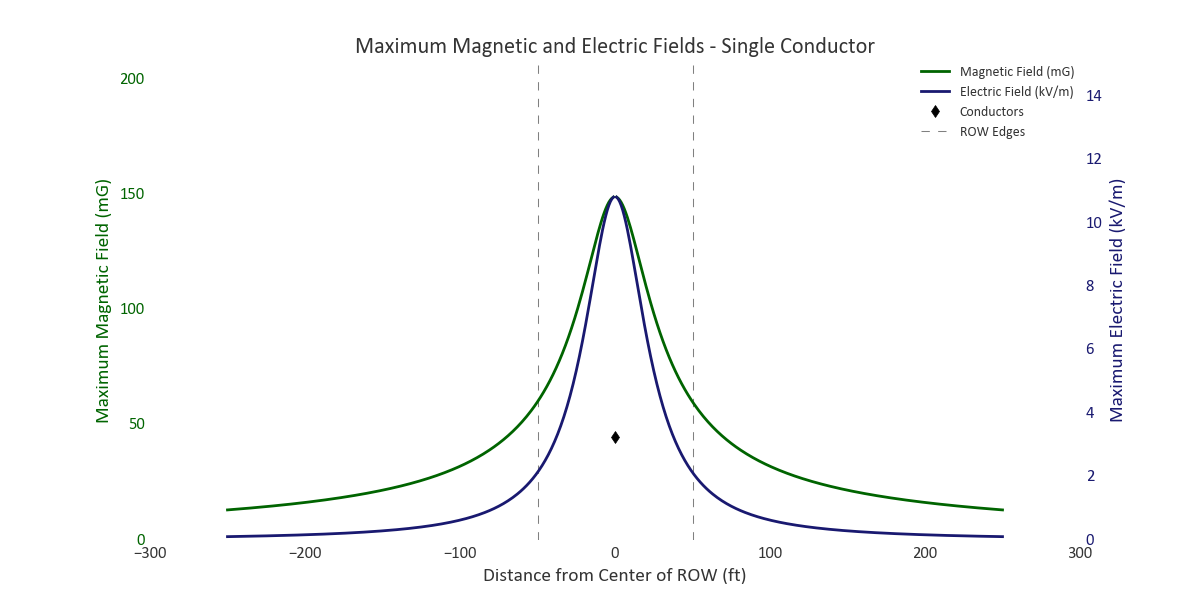 Maximum Magnetic and Electric Fields - Single Conductor
Magnetic Field (mG)
Electric Field (kV/m)
Conductors
ROW Edges
Maximum Magnetic Field (mG)
200
150
100
50
0
Maximum Electric Field (kV/m)
14
12
10
8
6
4
2
0
−300
−200
−100
0
100
200
300
Distance from Center of ROW (ft)